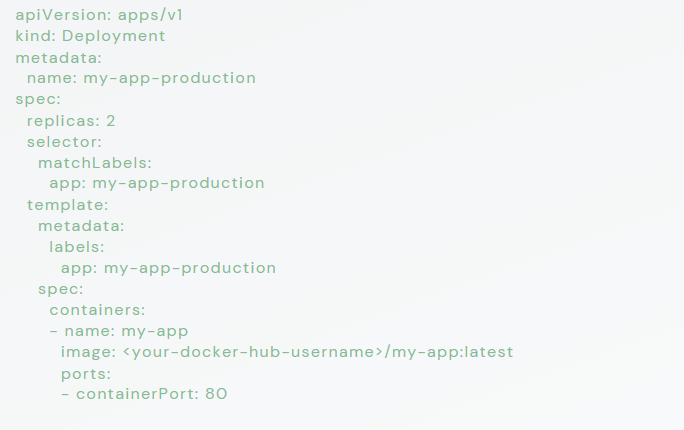 apiVersion: apps/v1
kind: Deployment
metadata:
  name: my-app-production
spec:
  replicas: 2
  selector:
    matchLabels:
      app: my-app-production
  template:
    metadata:
      labels:
        app: my-app-production
    spec:
      containers:
      - name: my-app
        image: <your-docker-hub-username>/my-app:latest
        ports:
        - containerPort: 80